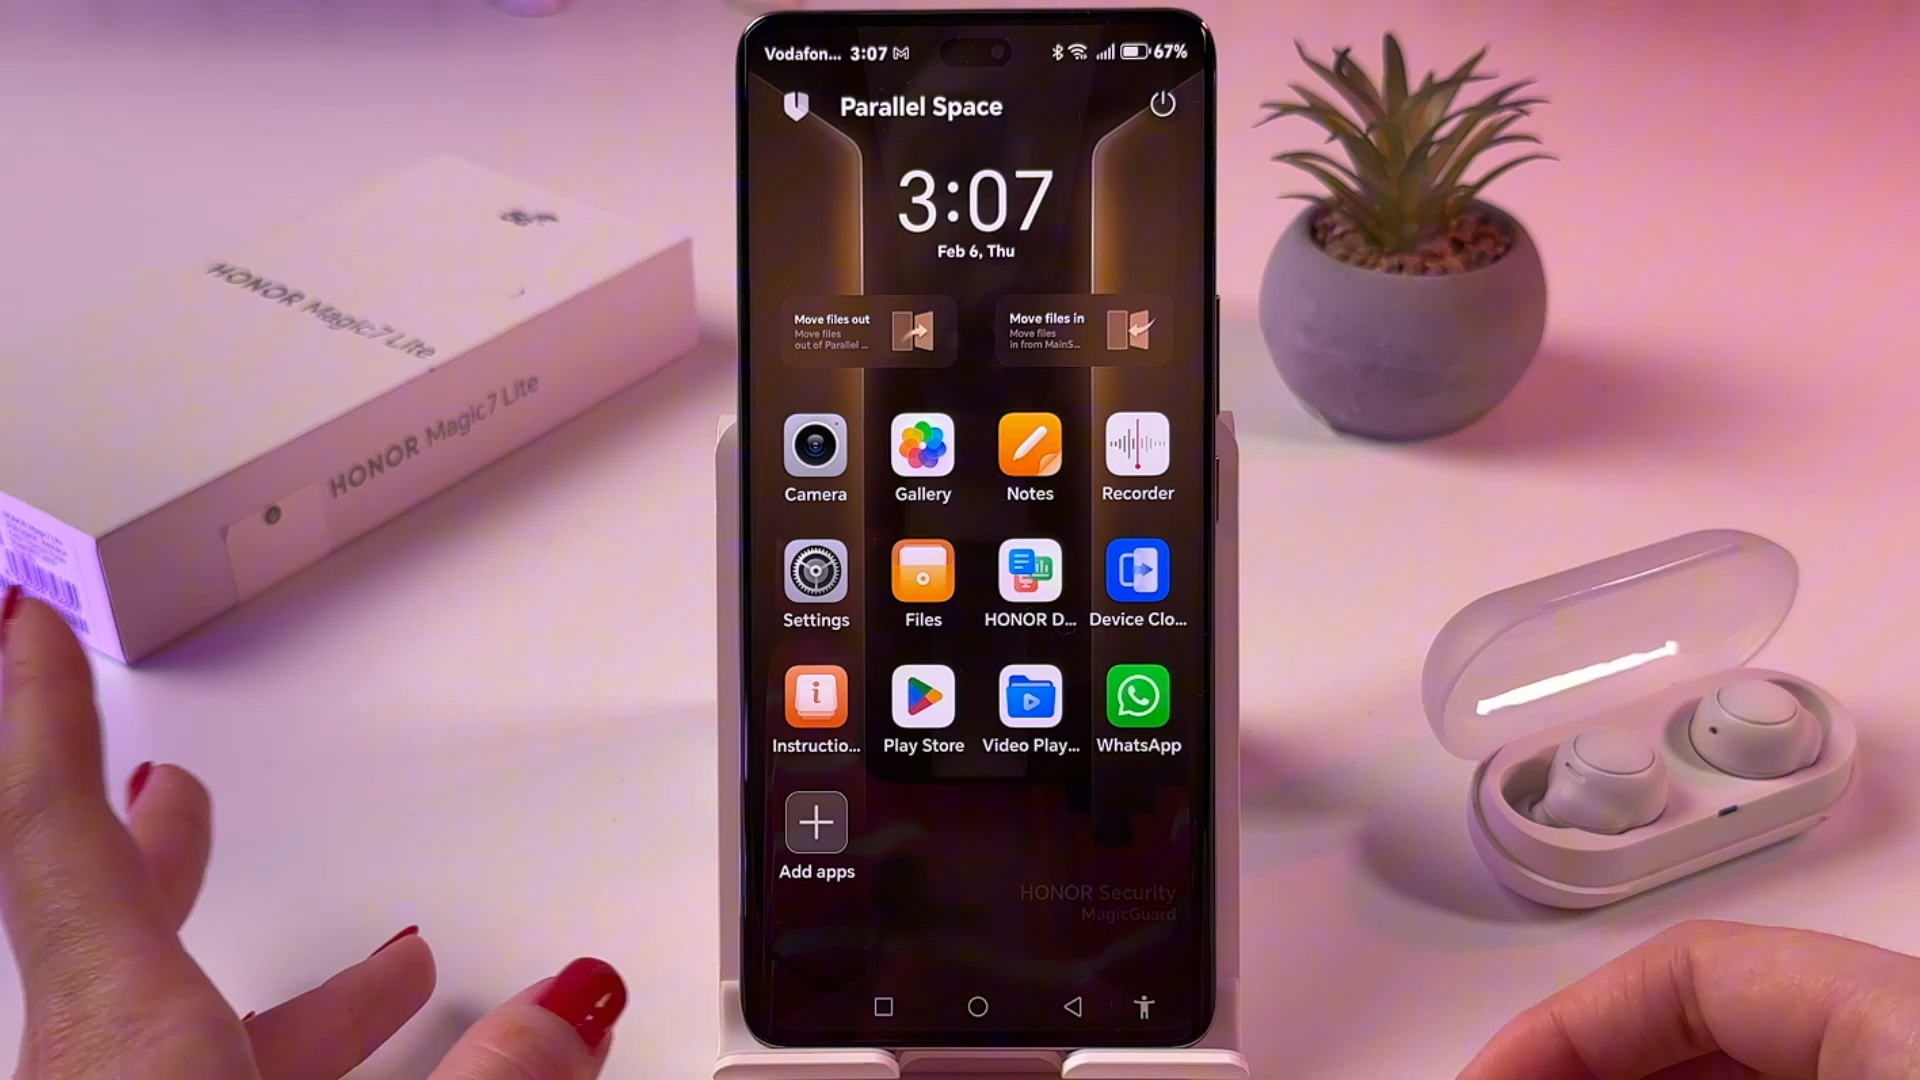 Vodafon... 3:07
67%
Parallel Space
3:07
Feb 6, Thu
Move files out
Move files
out of Parallel ...
Move files in
Move files
in from MainS...
Camera
Gallery
Notes
Recorder
Settings
Files
HONOR D...
Device Clo...
Instructio...
Play Store
Video Play...
WhatsApp
Add apps
HONOR Security
MagicGuard
HONOR Magic7 Lite
HONOR Magic7 Lite